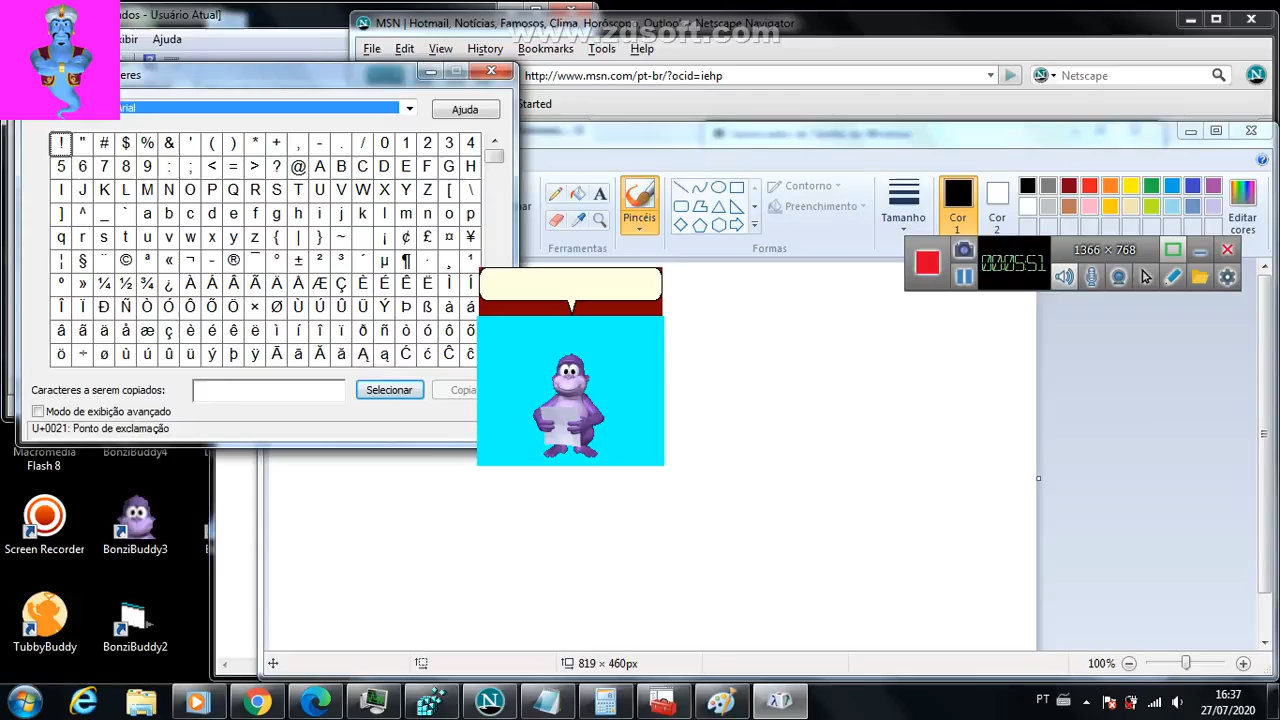 ados - Usuário Atual]
xibir Ajuda
MSN | Hotmail, Notícias, Famosos, Clima, Horóscopo, Outlook - Netscape Navigator
www.zdsoft.com
File Edit View History Bookmarks Tools Help
http://www.msn.com/pt-br/?ocid=iehp
Netscape
Started
eres
Arial
Ajuda
! " # $ % & ' ( ) * + , - . / 0 1 2 3 4
5 6 7 8 9 : ; < = > ? @ A B C D E F G H
I J K L M N O P Q R S T U V W X Y Z [ \
] ^ _ ` a b c d e f g h i j k l m n o p
q r s t u v w x y z { | } ~ ¡ ¢ £ ¤ ¥
¦ § ¨ © ª « ¬ - ® ¯ ° ± ² ³ ´ µ ¶ · ¸ ¹
º » ¼ ½ ¾ ¿ À Á Â Ã Ä Å Æ Ç È É Ê Ë Ì Í
Î Ï Ð Ñ Ò Ó Ô Õ Ö × Ø Ù Ú Û Ü Ý Þ ß à á
â ã ä å æ ç è é ê ë ì í î ï ð ñ ò ó ô õ
ö ÷ ø ù ú û ü ý þ ÿ Ā ā Ă ă Ą ą Ć ć Ĉ ĉ
Caracteres a serem copiados:
Selecionar
Copia
Modo de exibição avançado
U+0021: Ponto de exclamação
ar
A
Pincéis
Ferramentas
Contorno
Preenchimento
Formas
Tamanho
Cor
1
Cor
2
Editar
cores
1366 × 768
000551
Macromedia
Flash 8
BonziBuddy4
Screen Recorder
BonziBuddy3
TubbyBuddy
BonziBuddy2
819 × 460px
100%
PT
16:37
27/07/2020